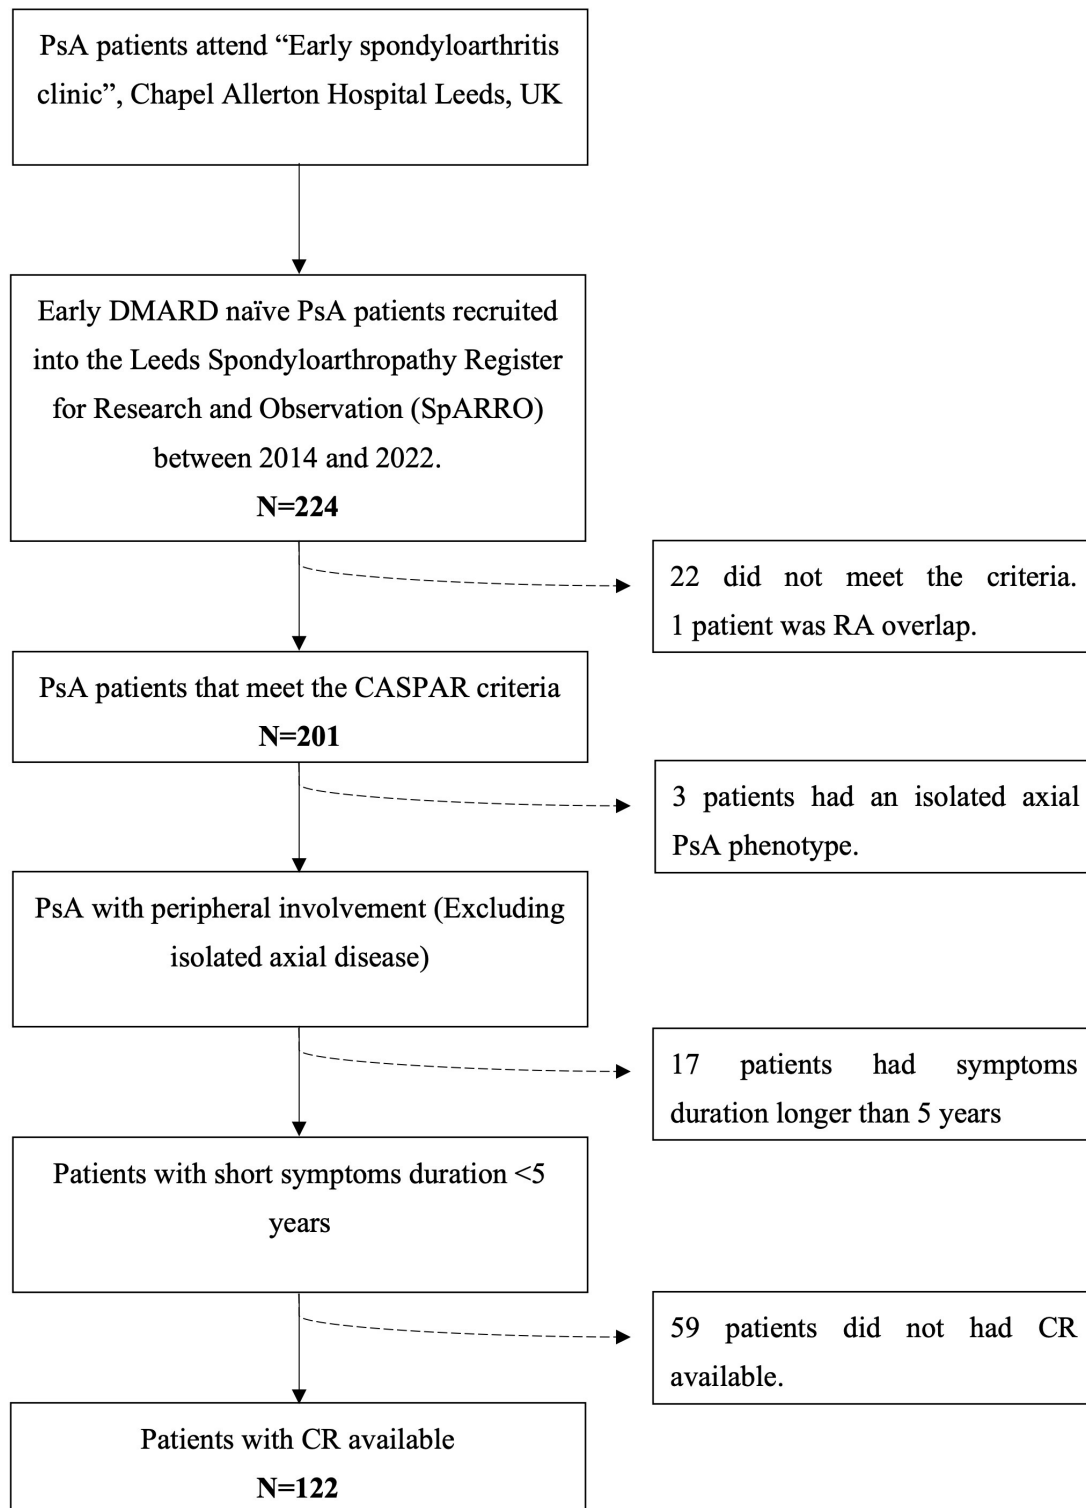 PsA patients attend “Early spondyloarthritis
clinic”, Chapel Allerton Hospital Leeds, UK
Early DMARD naïve PsA patients recruited
into the Leeds Spondyloarthropathy Register
for Research and Observation (SpARRO)
between 2014 and 2022.
N=224
22 did not meet the criteria.
1 patient was RA overlap.
PsA patients that meet the CASPAR criteria
N=201
3 patients had an isolated axial
PsA phenotype.
PsA with peripheral involvement (Excluding
isolated axial disease)
17 patients had symptoms
duration longer than 5 years
Patients with short symptoms duration <5
years
59 patients did not had CR
available.
Patients with CR available
N=122